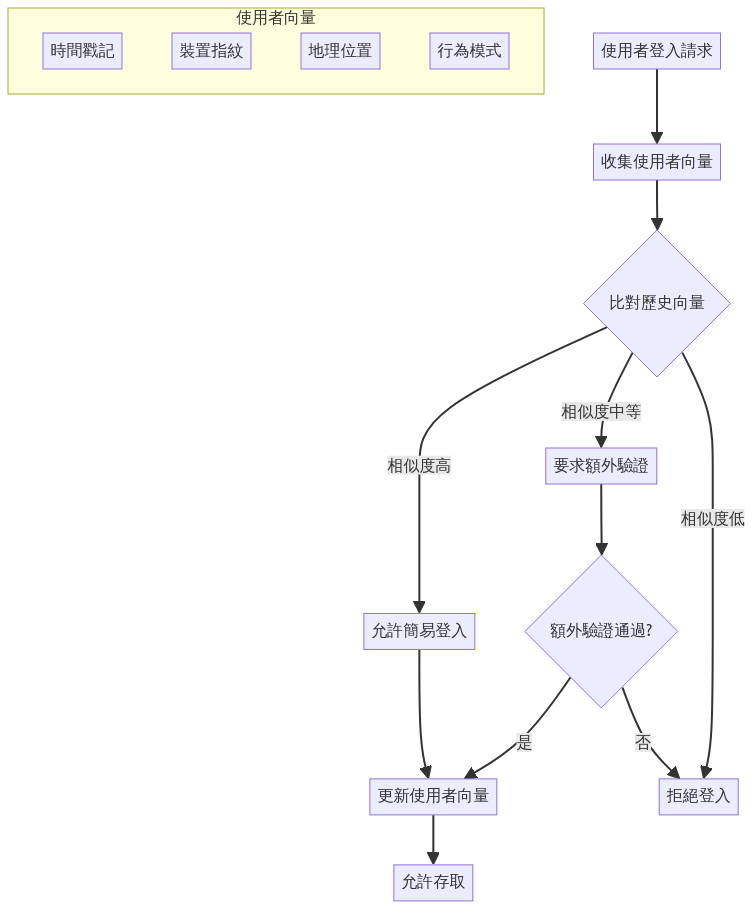 使用者向量
時間戳記
裝置指紋
地理位置
行為模式
使用者登入請求
收集使用者向量
比對歷史向量
相似度中等
相似度高
要求額外驗證
相似度低
允許簡易登入
額外驗證通過?
是
否
更新使用者向量
拒絕登入
允許存取